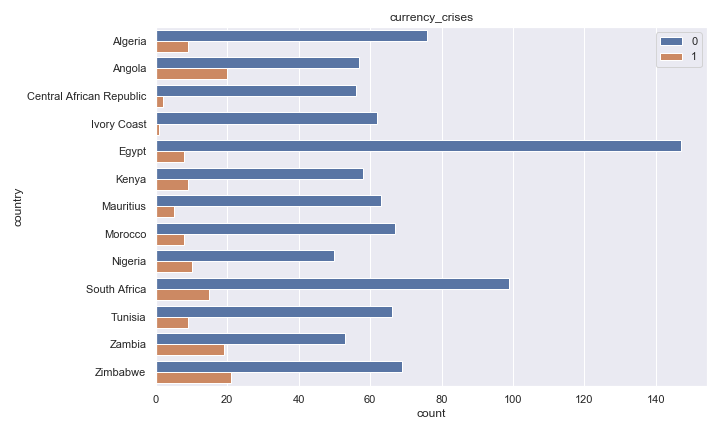 currency_crises
0
1
country
Algeria
Angola
Central African Republic
Ivory Coast
Egypt
Kenya
Mauritius
Morocco
Nigeria
South Africa
Tunisia
Zambia
Zimbabwe
0 20 40 60 80 100 120 140
count